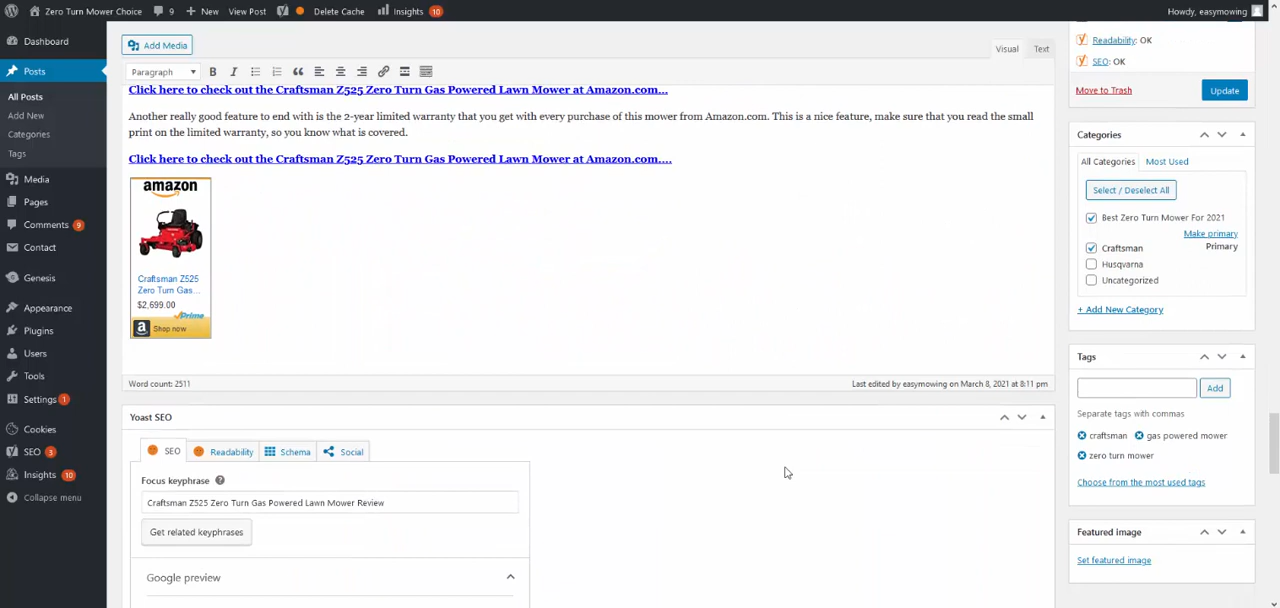 Zero Turn Mower Choice 9 + New View Post Delete Cache Insights 10 Howdy, easymowing
Dashboard
Posts
All Posts
Add New
Categories
Tags
Media
Pages
Comments 9
Contact
Genesis
Appearance
Plugins
Users
Tools
Settings 1
Cookies
SEO 3
Insights 10
Collapse menu
Add Media
Visual Text
Paragraph B I
Click here to check out the Craftsman Z525 Zero Turn Gas Powered Lawn Mower at Amazon.com...
Another really good feature to end with is the 2-year limited warranty that you get with every purchase of this mower from Amazon.com. This is a nice feature, make sure that you read the small
print on the limited warranty, so you know what is covered.
Click here to check out the Craftsman Z525 Zero Turn Gas Powered Lawn Mower at Amazon.com....
amazon
Craftsman Z525
Zero Turn Gas...
$2,699.00
Prime
Shop now
Word count: 2511 Last edited by easymowing on March 8, 2021 at 8:11 pm
Yoast SEO
SEO Readability Schema Social
Focus keyphrase ?
Craftsman Z525 Zero Turn Gas Powered Lawn Mower Review
Get related keyphrases
Google preview
Readability: OK
SEO: OK
Move to Trash Update
Categories
All Categories Most Used
Select / Deselect All
Best Zero Turn Mower For 2021
Make primary
Craftsman Primary
Husqvarna
Uncategorized
+ Add New Category
Tags
Add
Separate tags with commas
craftsman gas powered mower
zero turn mower
Choose from the most used tags
Featured image
Set featured image